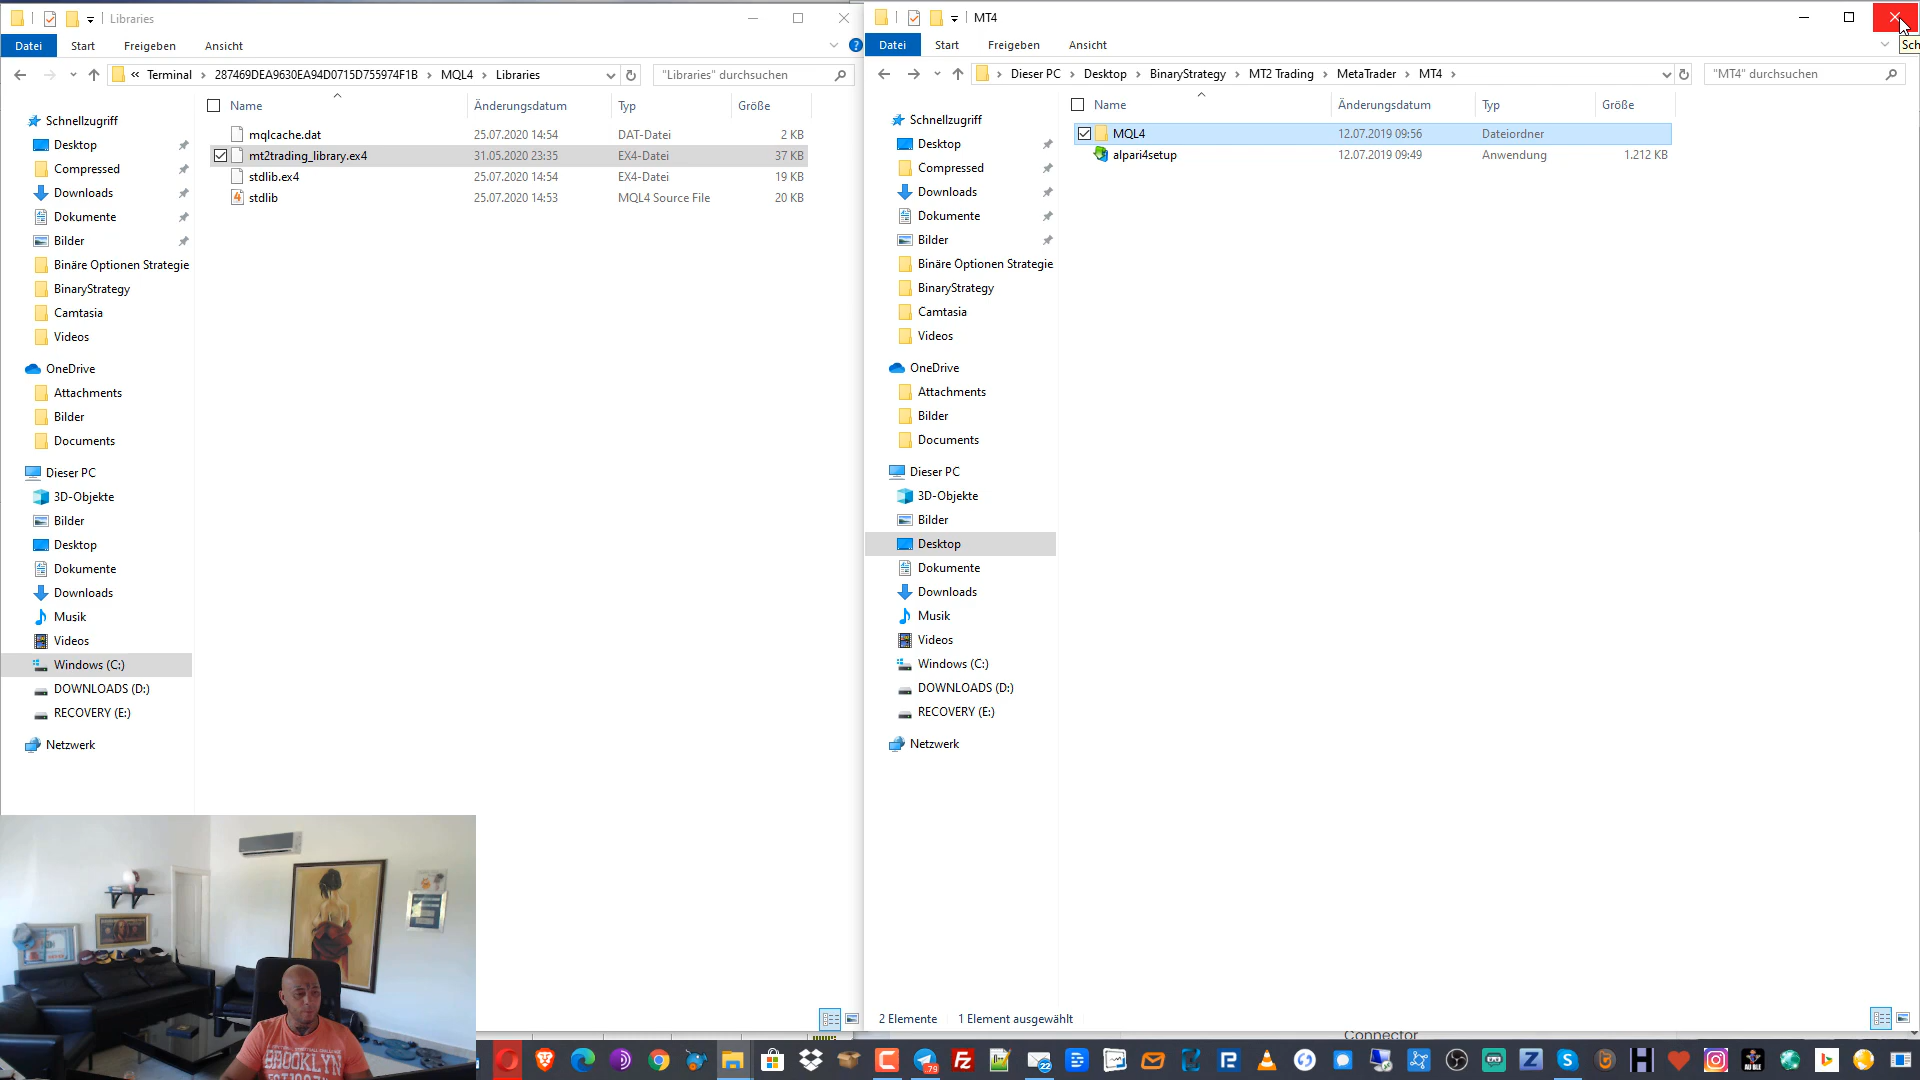 Libraries
Datei Start Freigeben Ansicht
« Terminal > 287469DEA9630EA94D0715D755974F1B > MQL4 > Libraries
"Libraries" durchsuchen
Name Änderungsdatum Typ Größe
mqlcache.dat 25.07.2020 14:54 DAT-Datei 2 KB
mt2trading_library.ex4 31.05.2020 23:35 EX4-Datei 37 KB
stdlib.ex4 25.07.2020 14:54 EX4-Datei 19 KB
stdlib 25.07.2020 14:53 MQL4 Source File 20 KB
Schnellzugriff
Desktop
Compressed
Downloads
Dokumente
Bilder
Binäre Optionen Strategie
BinaryStrategy
Camtasia
Videos
OneDrive
Attachments
Bilder
Documents
Dieser PC
3D-Objekte
Bilder
Desktop
Dokumente
Downloads
Musik
Videos
Windows (C:)
DOWNLOADS (D:)
RECOVERY (E:)
Netzwerk
MT4
Sch
Datei Start Freigeben Ansicht
> Dieser PC > Desktop > BinaryStrategy > MT2 Trading > MetaTrader > MT4 >
"MT4" durchsuchen
Name Änderungsdatum Typ Größe
MQL4 12.07.2019 09:56 Dateiordner
alpari4setup 12.07.2019 09:49 Anwendung 1.212 KB
Schnellzugriff
Desktop
Compressed
Downloads
Dokumente
Bilder
Binäre Optionen Strategie
BinaryStrategy
Camtasia
Videos
OneDrive
Attachments
Bilder
Documents
Dieser PC
3D-Objekte
Bilder
Desktop
Dokumente
Downloads
Musik
Videos
Windows (C:)
DOWNLOADS (D:)
RECOVERY (E:)
Netzwerk
2 Elemente 1 Element ausgewählt
Connector
BROOKLYN
79
22